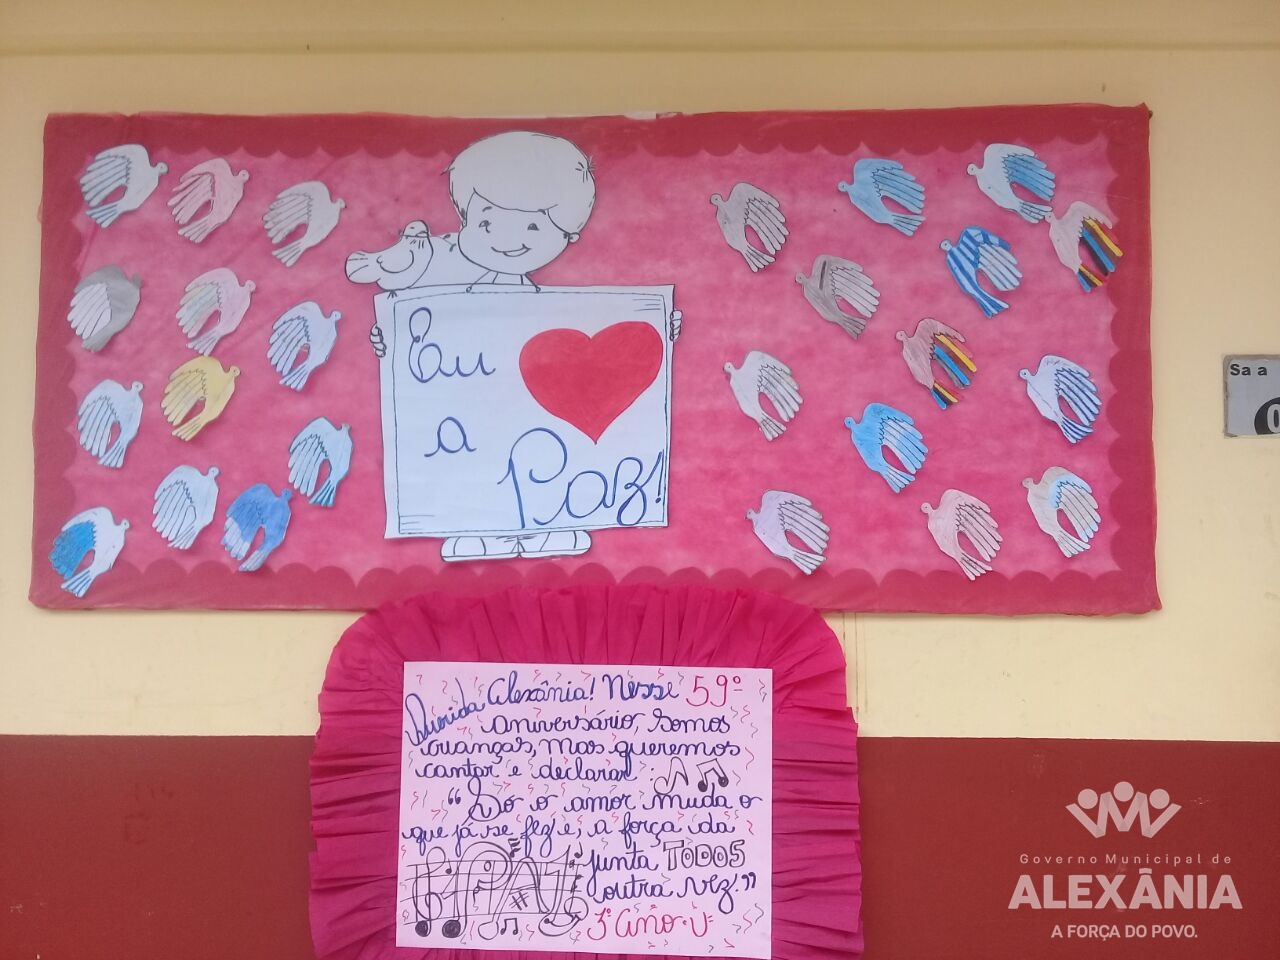 Eu
a
Paz!
Querida Alexânia! Nesse 59º
aniversário, somos
crianças, mas queremos
cantar e declarar:
"Só o amor muda o
que já se fez e, a força da
PAZ junta TODOS
outra vez!"
3º Ano "U"
Sa a
0
Governo Municipal de
ALEXÂNIA
A FORÇA DO POVO.